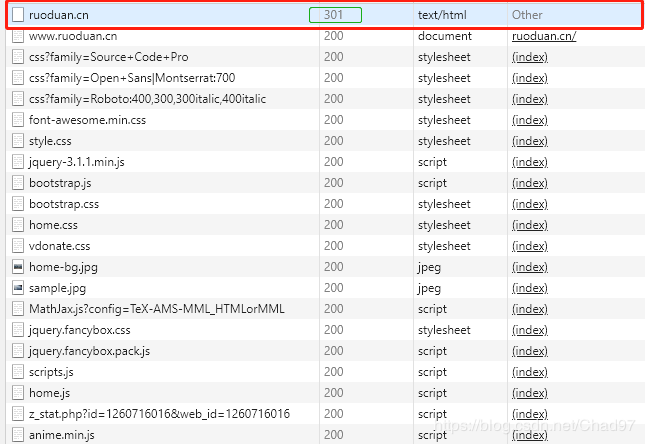 ruoduan.cn 301 text/html Other
www.ruoduan.cn 200 document ruoduan.cn/
css?family=Source+Code+Pro 200 stylesheet (index)
css?family=Open+Sans|Montserrat:700 200 stylesheet (index)
css?family=Roboto:400,300,300italic,400italic 200 stylesheet (index)
font-awesome.min.css 200 stylesheet (index)
style.css 200 stylesheet (index)
jquery-3.1.1.min.js 200 script (index)
bootstrap.js 200 script (index)
bootstrap.css 200 stylesheet (index)
home.css 200 stylesheet (index)
vdonate.css 200 stylesheet (index)
home-bg.jpg 200 jpeg (index)
sample.jpg 200 jpeg (index)
MathJax.js?config=TeX-AMS-MML_HTMLorMML 200 script (index)
jquery.fancybox.css 200 stylesheet (index)
jquery.fancybox.pack.js 200 script (index)
scripts.js 200 script (index)
home.js 200 script (index)
z_stat.php?id=1260716016&web_id=1260716016 200 script (index)
anime.min.js 200 script (index)
https://blog.csdn.net/Chad97